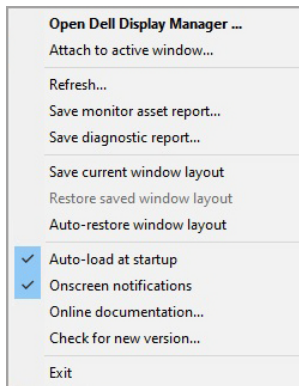 Open Dell Display Manager ...
Attach to active window...
Refresh...
Save monitor asset report...
Save diagnostic report...
Save current window layout
Restore saved window layout
Auto-restore window layout
Auto-load at startup
Onscreen notifications
Online documentation...
Check for new version...
Exit